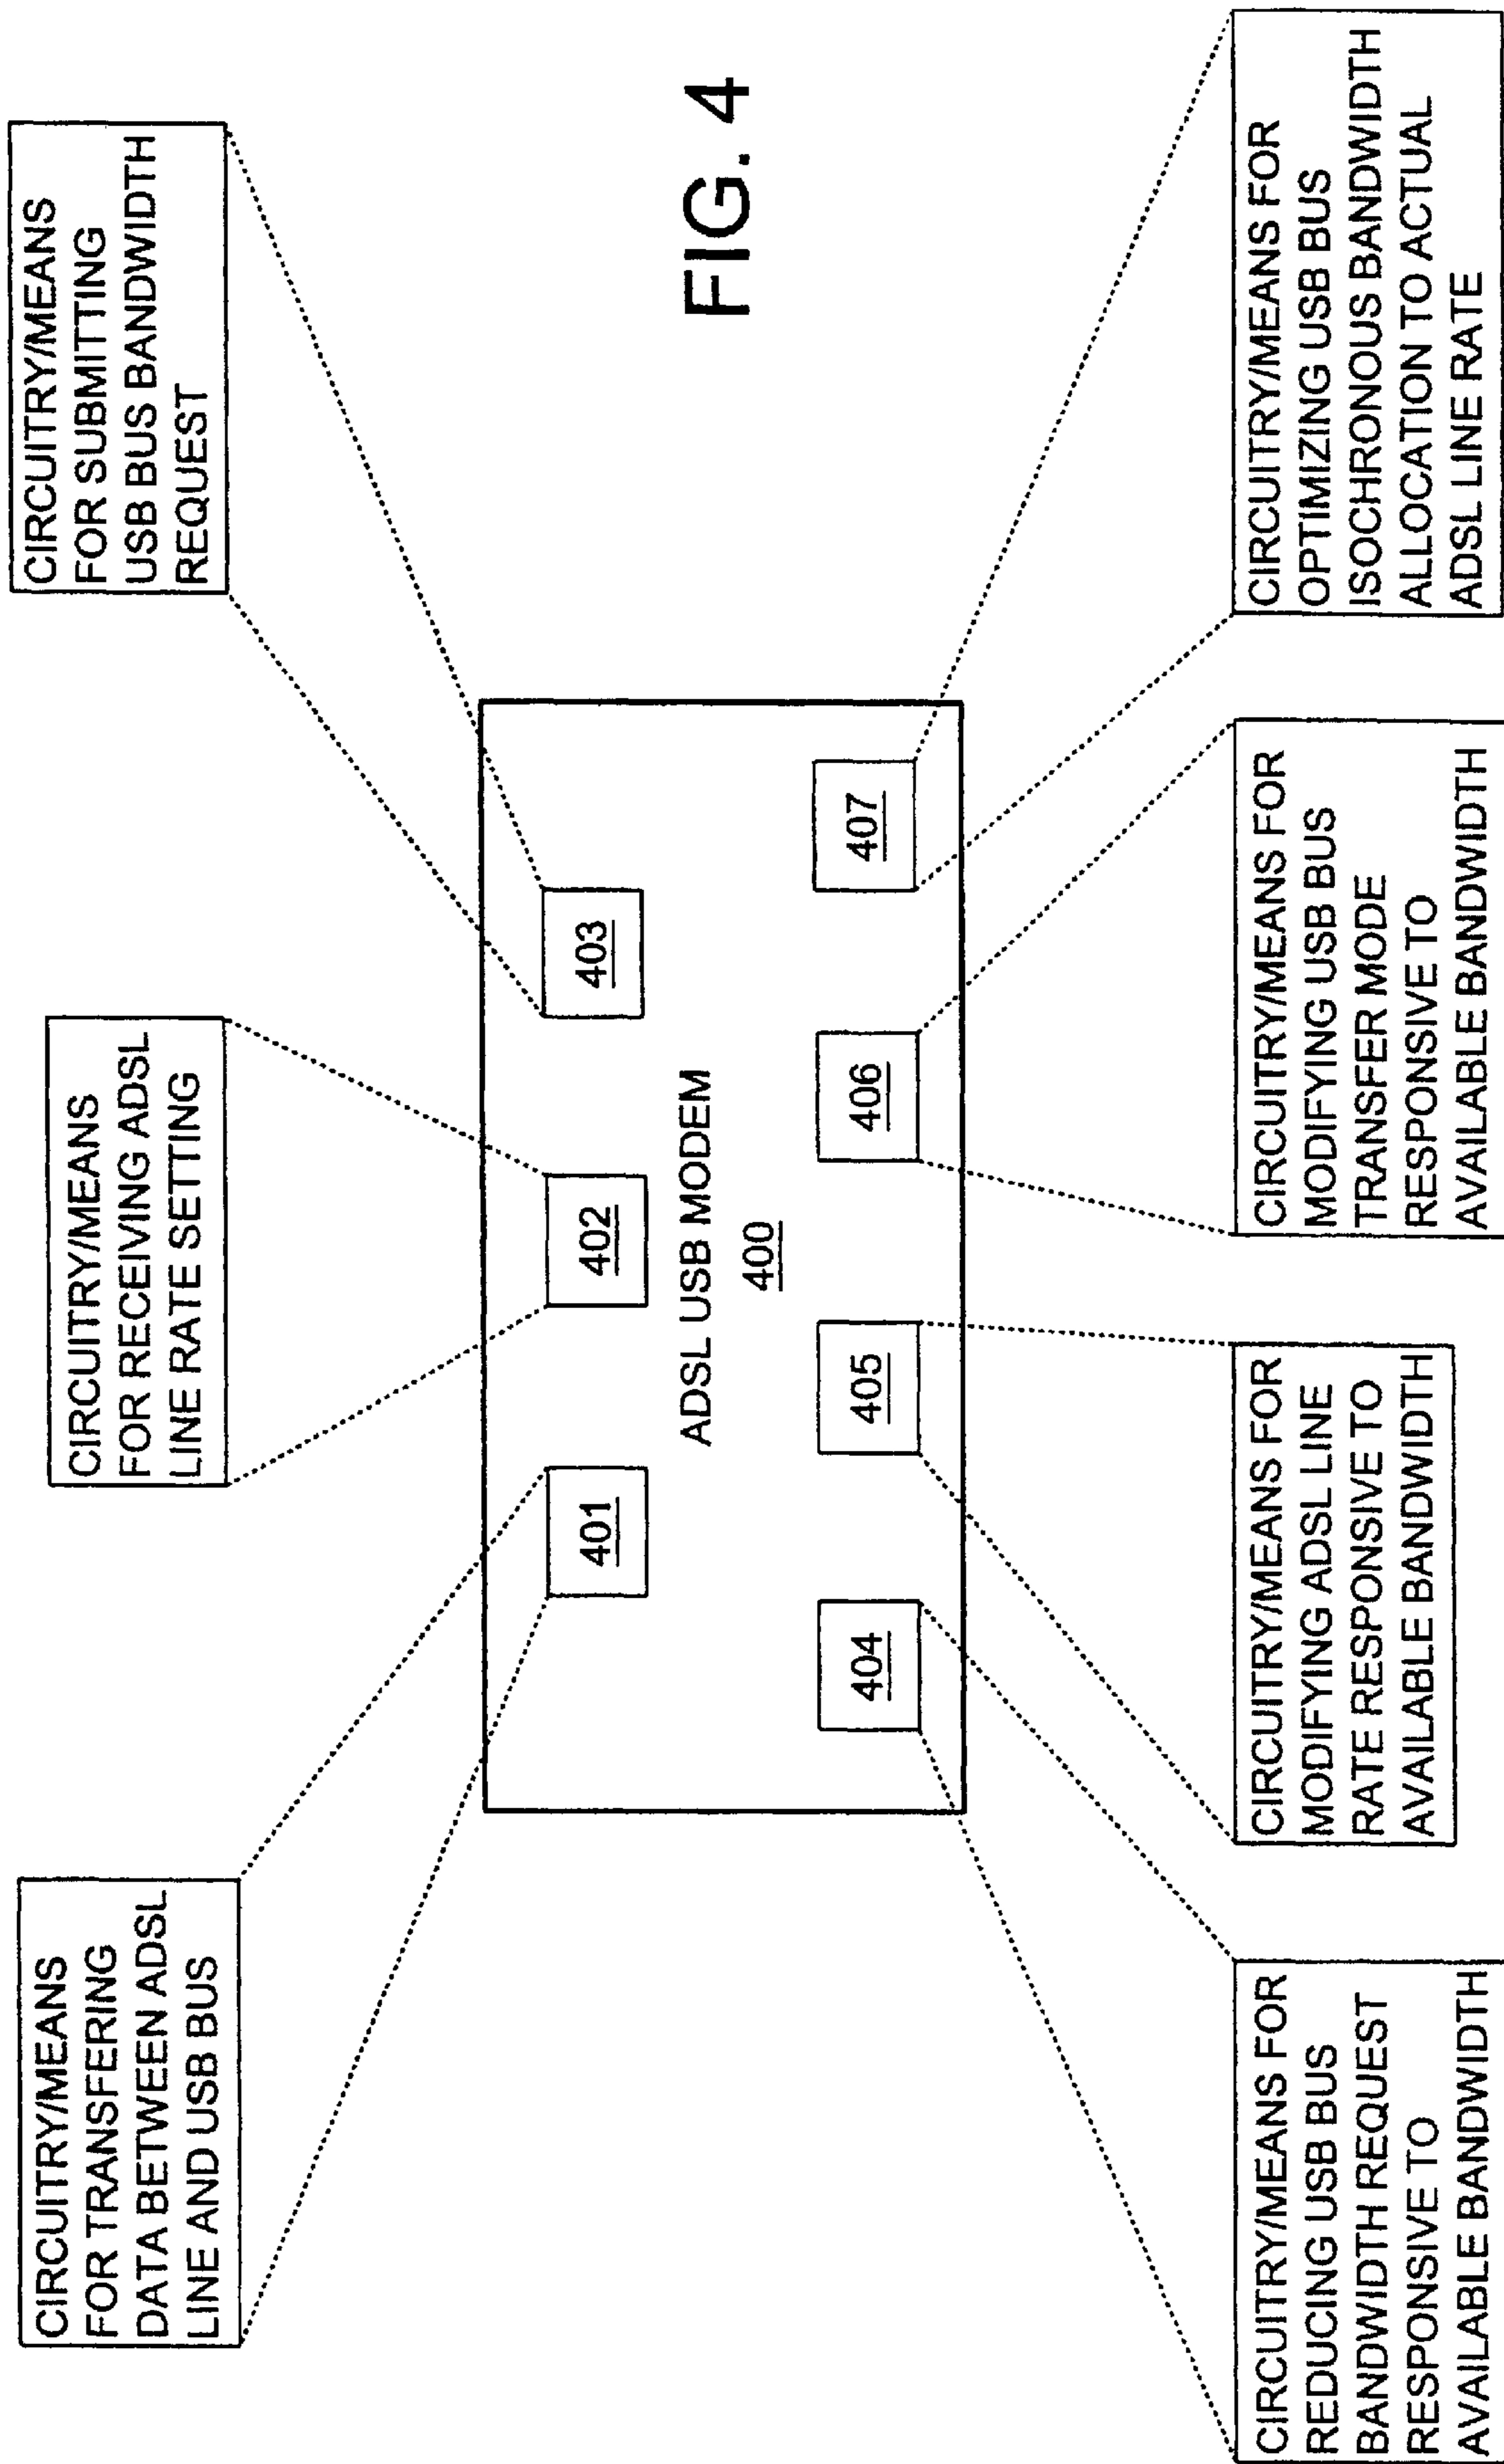 CIRCUITRY/MEANS
FOR TRANSFERING
DATA BETWEEN ADSL
LINE AND USB BUS
CIRCUITRY/MEANS
FOR RECEIVING ADSL
LINE RATE SETTING
CIRCUITRY/MEANS
FOR SUBMITTING
USB BUS BANDWIDTH
REQUEST
401
402
403
ADSL USB MODEM
400
404
405
406
407
FIG. 4
CIRCUITRY/MEANS FOR
REDUCING USB BUS
BANDWIDTH REQUEST
RESPONSIVE TO
AVAILABLE BANDWIDTH
CIRCUITRY/MEANS FOR
MODIFYING ADSL LINE
RATE RESPONSIVE TO
AVAILABLE BANDWIDTH
CIRCUITRY/MEANS FOR
MODIFYING USB BUS
TRANSFER MODE
RESPONSIVE TO
AVAILABLE BANDWIDTH
CIRCUITRY/MEANS FOR
OPTIMIZING USB BUS
ISOCHRONOUS BANDWIDTH
ALLOCATION TO ACTUAL
ADSL LINE RATE